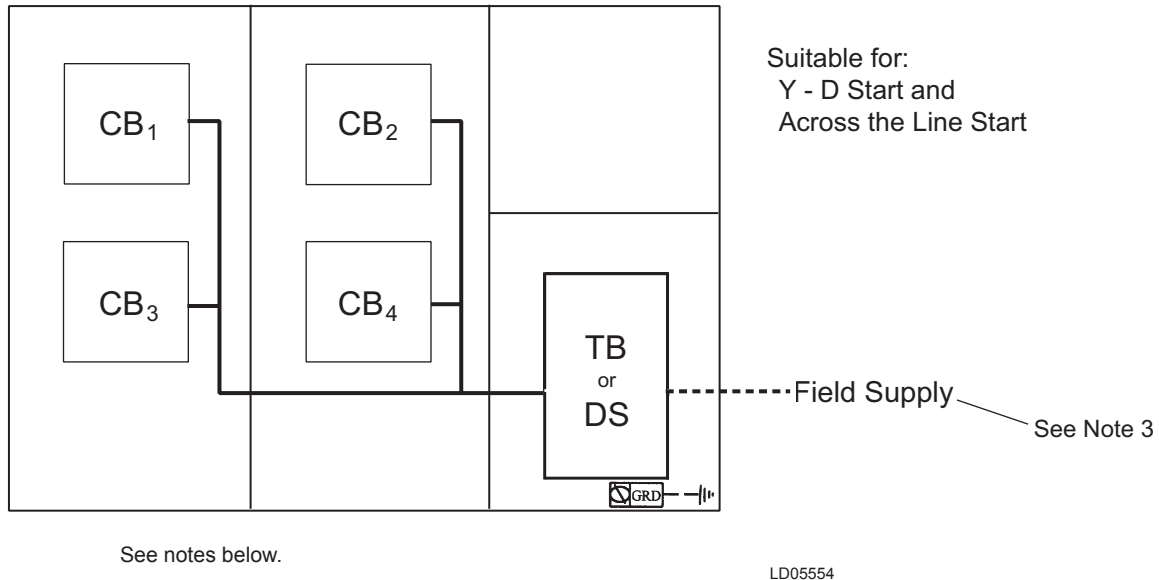 CB1
CB2
CB3
CB4
TB
or
DS
GRD
Suitable for:
Y - D Start and
Across the Line Start
Field Supply
See Note 3
See notes below.
LD05554